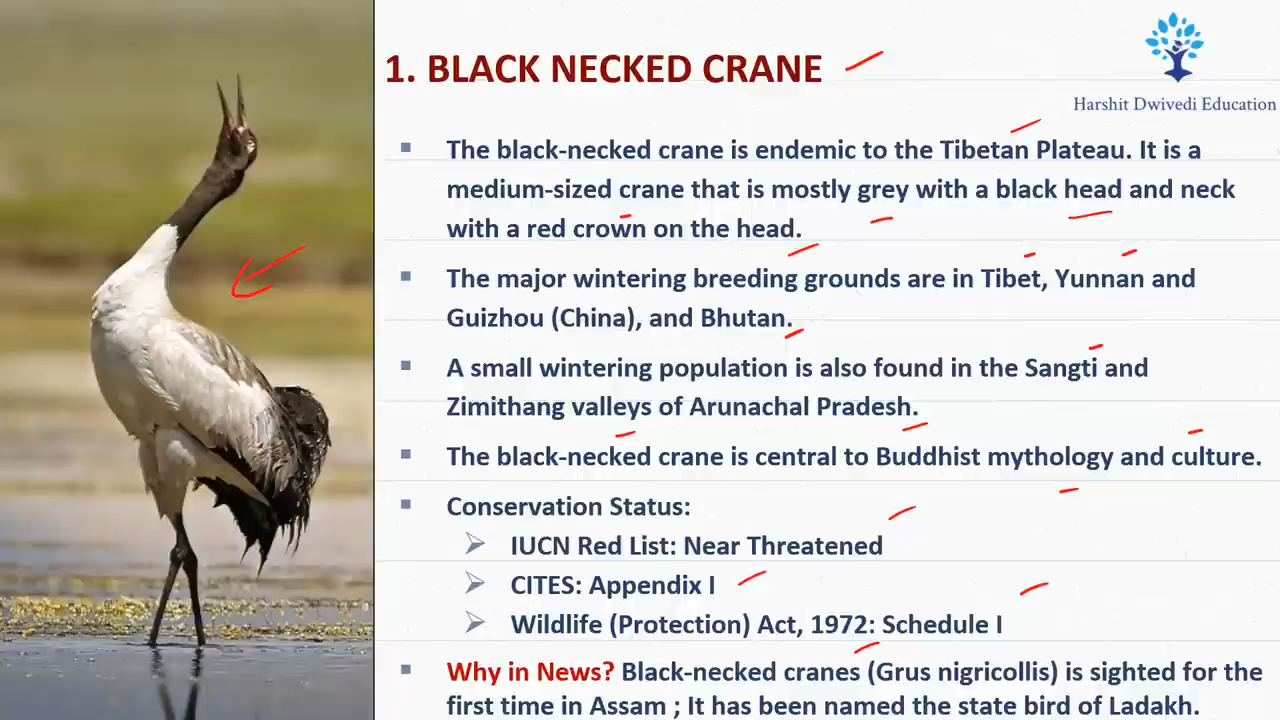 Harshit Dwivedi Education
1. BLACK NECKED CRANE
▪ The black-necked crane is endemic to the Tibetan Plateau. It is a
medium-sized crane that is mostly grey with a black head and neck
with a red crown on the head.
▪ The major wintering breeding grounds are in Tibet, Yunnan and
Guizhou (China), and Bhutan.
▪ A small wintering population is also found in the Sangti and
Zimithang valleys of Arunachal Pradesh.
▪ The black-necked crane is central to Buddhist mythology and culture.
▪ Conservation Status:
➢ IUCN Red List: Near Threatened
➢ CITES: Appendix I
➢ Wildlife (Protection) Act, 1972: Schedule I
▪ Why in News? Black-necked cranes (Grus nigricollis) is sighted for the
first time in Assam ; It has been named the state bird of Ladakh.